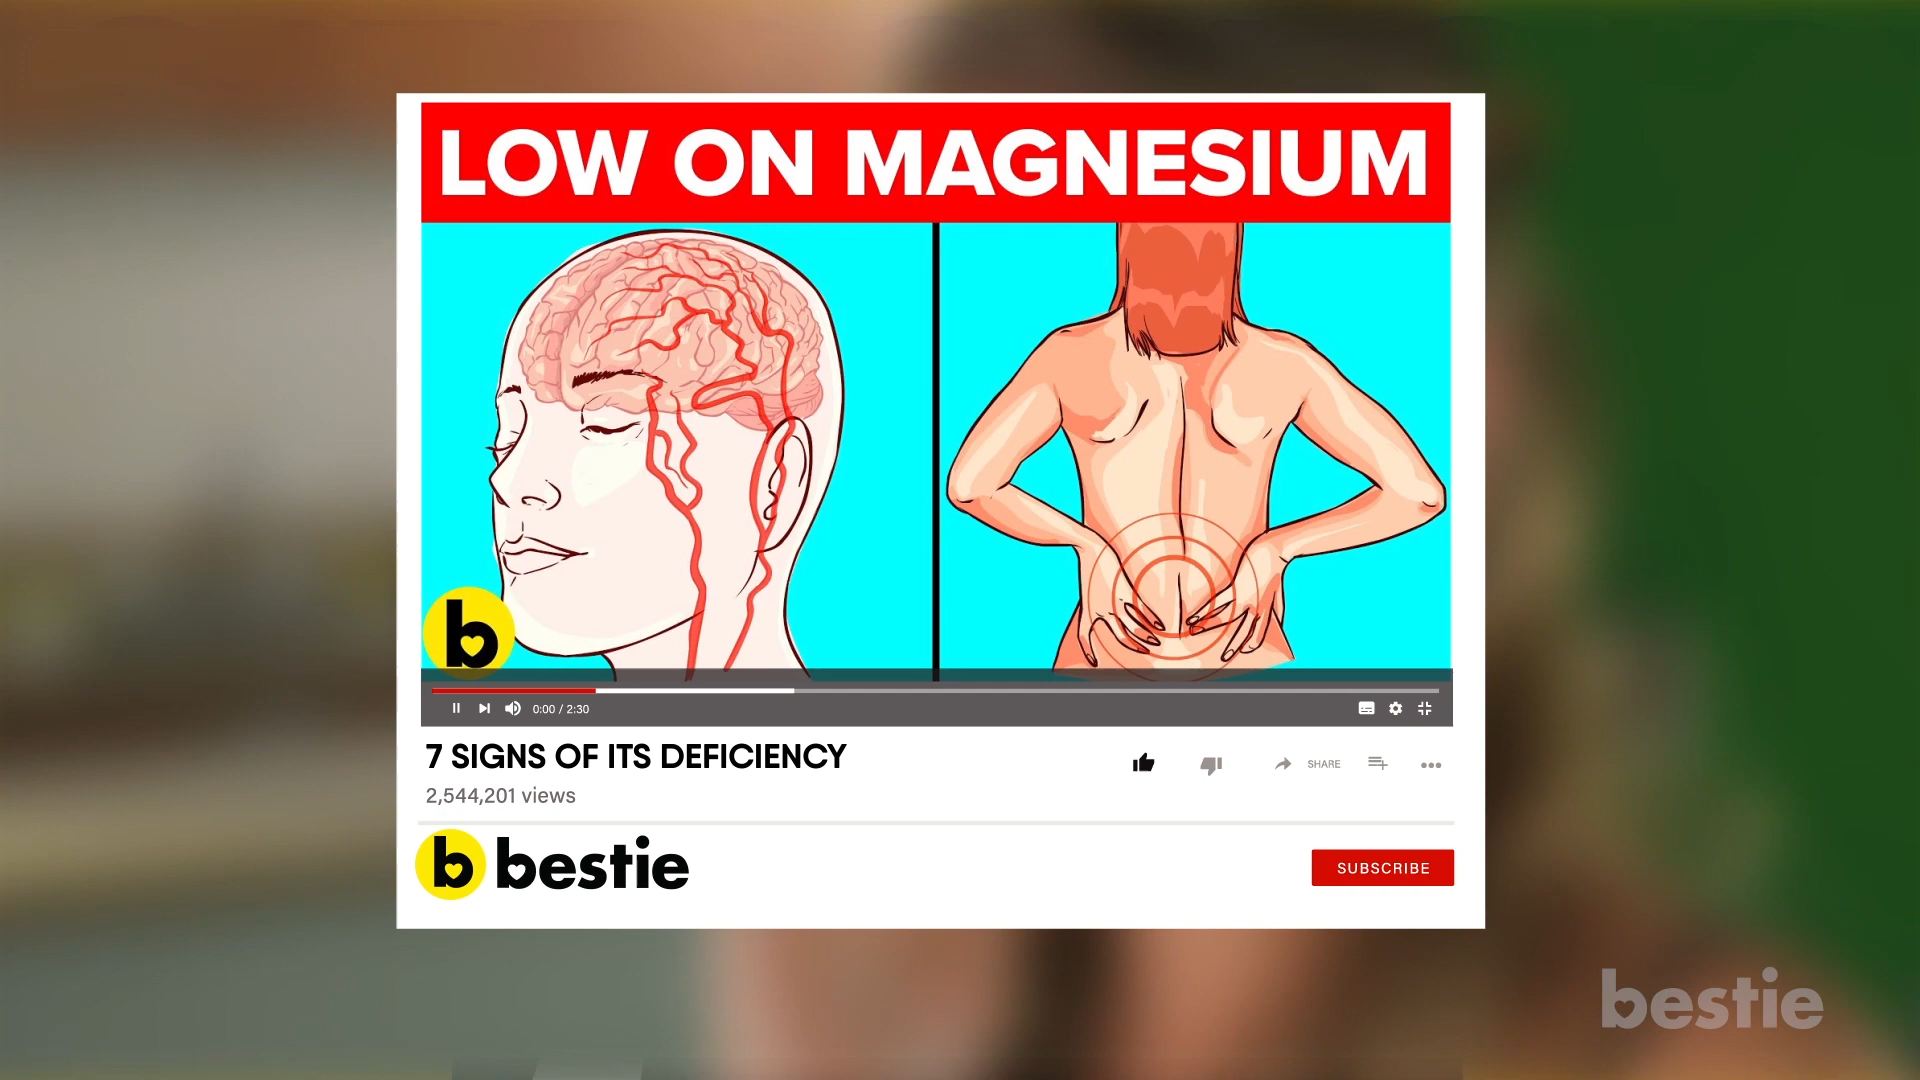 LOW ON MAGNESIUM
b
0:00 / 2:30
7 SIGNS OF ITS DEFICIENCY
SHARE
2,544,201 views
b bestie
SUBSCRIBE
bestie